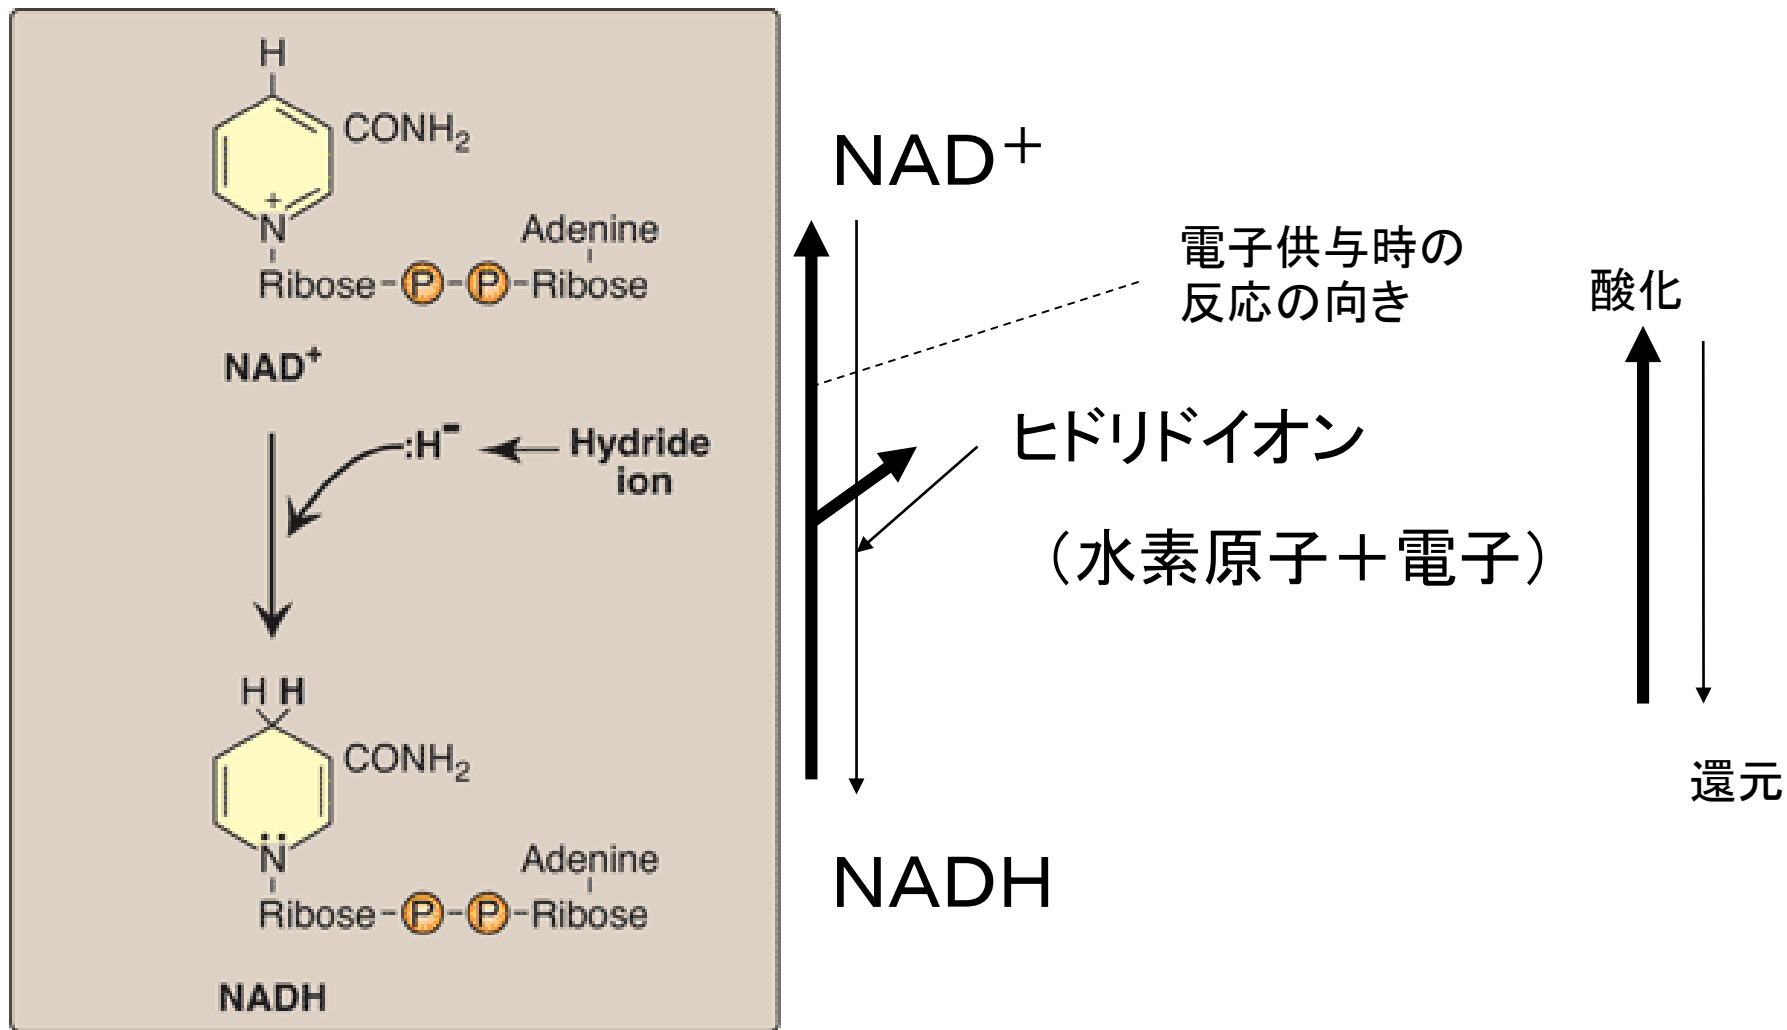 H
CONH₂
+
N
Adenine
Ribose-P-P-Ribose
NAD⁺
:H⁻ Hydride
ion
H H
CONH₂
N
Adenine
Ribose-P-P-Ribose
NADH
NAD⁺
電子供与時の
反応の向き
ヒドリドイオン
（水素原子＋電子）
NADH
酸化
還元